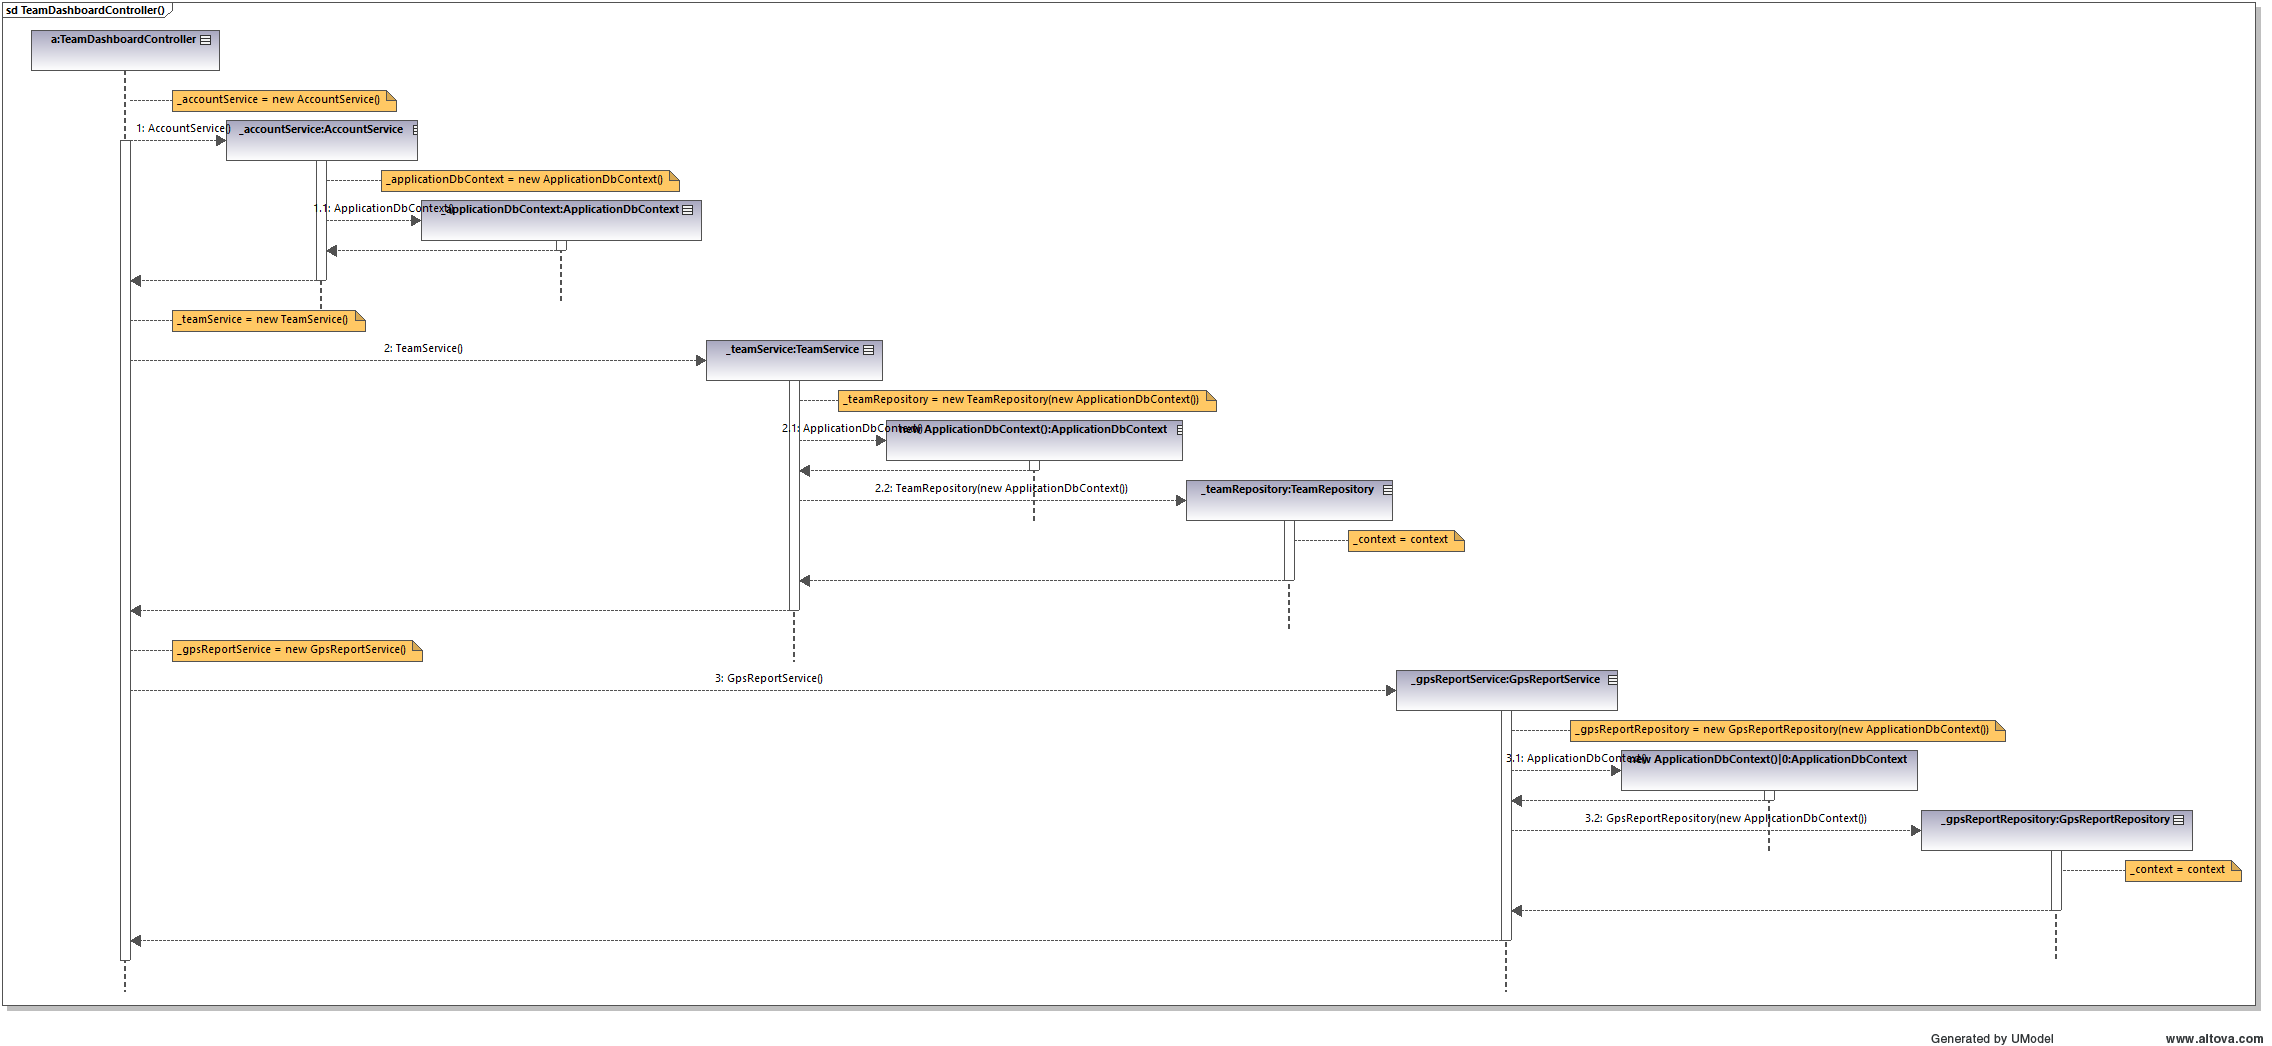 sd TeamDashboardController()
a:TeamDashboardController
_accountService = new AccountService()
1: AccountService()
_accountService:AccountService
_applicationDbContext = new ApplicationDbContext()
1.1: ApplicationDbContext()
_applicationDbContext:ApplicationDbContext
_teamService = new TeamService()
2: TeamService()
_teamService:TeamService
_teamRepository = new TeamRepository(new ApplicationDbContext())
2.1: ApplicationDbContext()
new ApplicationDbContext():ApplicationDbContext
2.2: TeamRepository(new ApplicationDbContext())
_teamRepository:TeamRepository
_context = context
_gpsReportService = new GpsReportService()
3: GpsReportService()
_gpsReportService:GpsReportService
_gpsReportRepository = new GpsReportRepository(new ApplicationDbContext())
3.1: ApplicationDbContext()
new ApplicationDbContext()|0:ApplicationDbContext
3.2: GpsReportRepository(new ApplicationDbContext())
_gpsReportRepository:GpsReportRepository
_context = context
Generated by UModel
www.altova.com